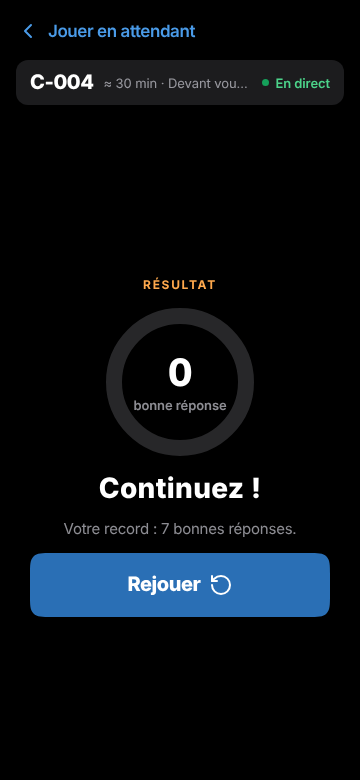 Jouer en attendant
C-004 ≈ 30 min · Devant vou... En direct
RÉSULTAT
0
bonne réponse
Continuez !
Votre record : 7 bonnes réponses.
Rejouer